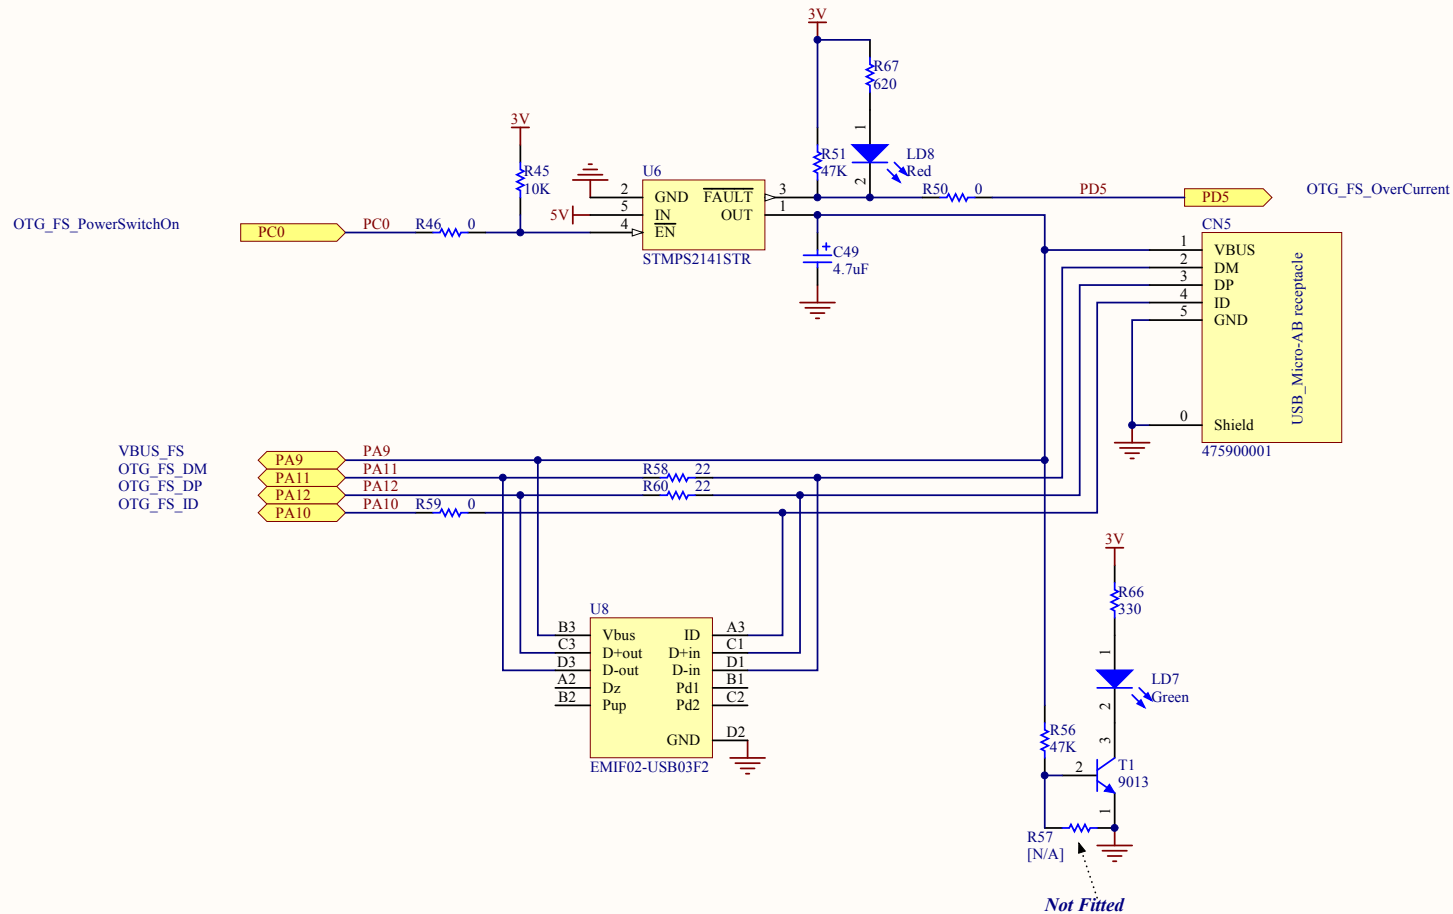 3V
R67
620
1
3V
R51
47K
LD8
Red
2
R45
10K
U6
2
GND
FAULT
3
R50
0
PD5
PD5
OTG_FS_OverCurrent
5V
5
IN
OUT
1
OTG_FS_PowerSwitchOn
PC0
PC0
R46
0
4
EN
CN5
STMPS2141STR
C49
4.7uF
+
1
VBUS
2
DM
3
DP
4
ID
5
GND
USB_Micro-AB receptacle
0
Shield
475900001
VBUS_FS
PA9
PA9
OTG_FS_DM
PA11
PA11
R58
22
OTG_FS_DP
PA12
PA12
R60
22
OTG_FS_ID
PA10
PA10
R59
0
3V
R66
330
U8
B3
Vbus
ID
A3
C3
D+out
D+in
C1
D3
D-out
D-in
D1
A2
Dz
Pd1
B1
B2
Pup
Pd2
C2
GND
D2
EMIF02-USB03F2
1
LD7
Green
2
R56
47K
3
2
T1
9013
1
R57
[N/A]
Not Fitted